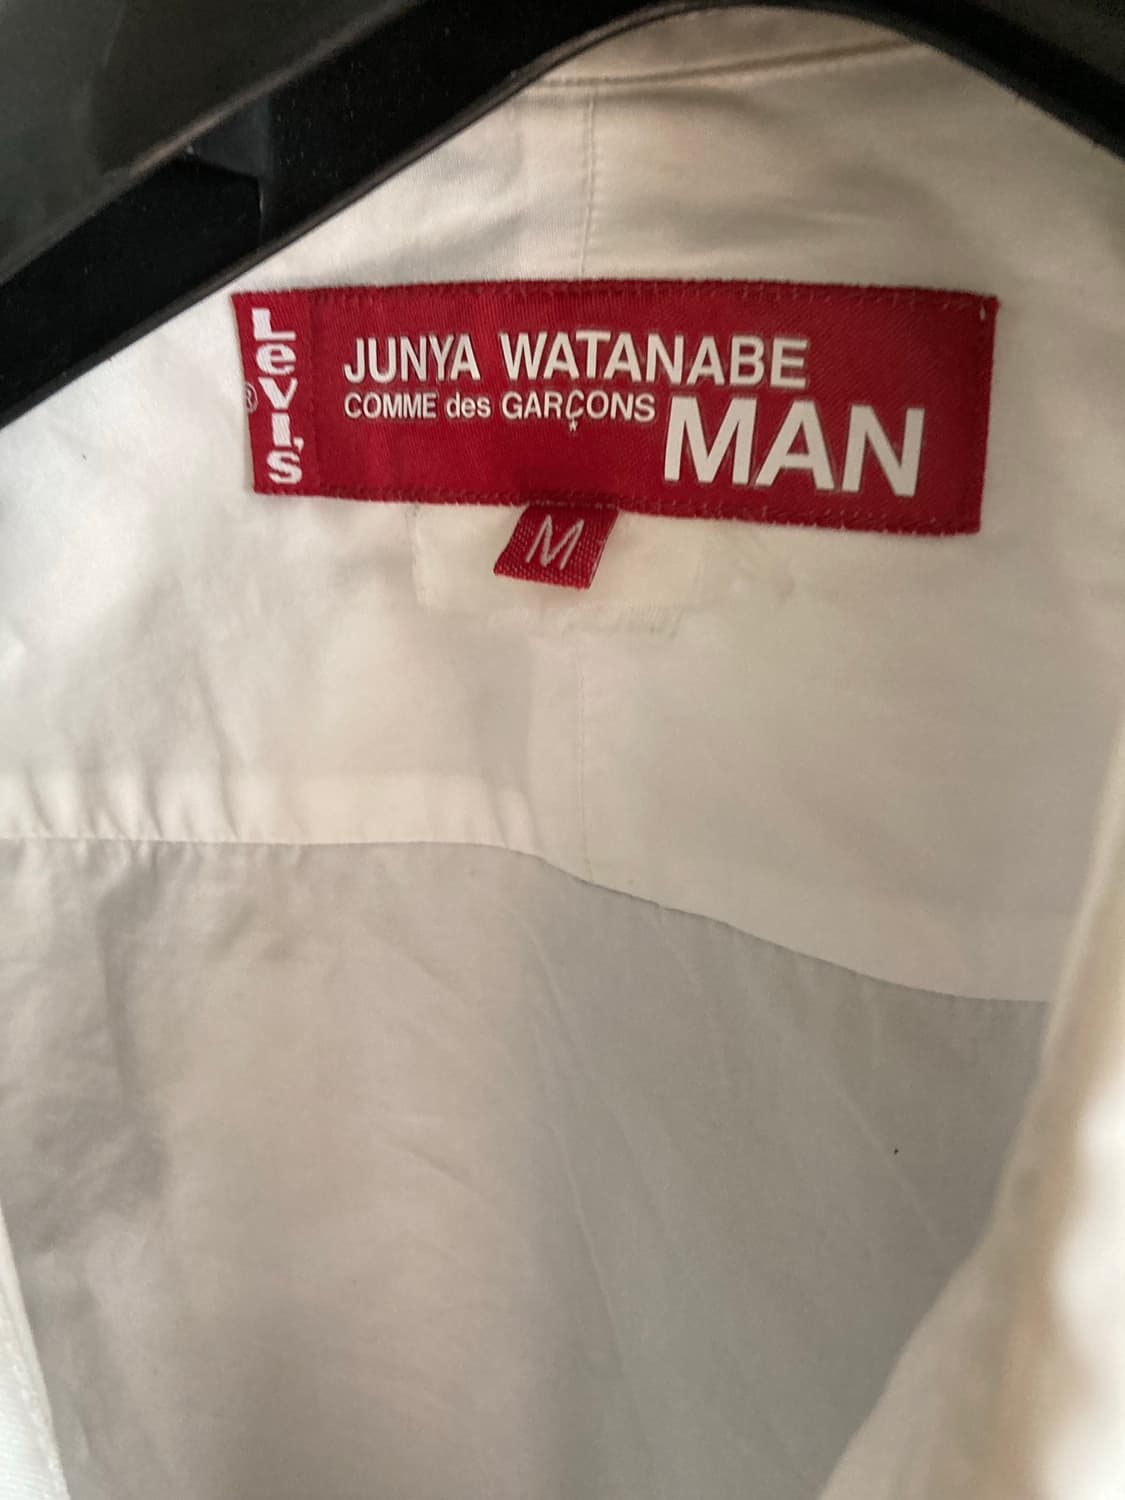 Levi's
®
JUNYA WATANABE
COMME des GARÇONS
MAN
M